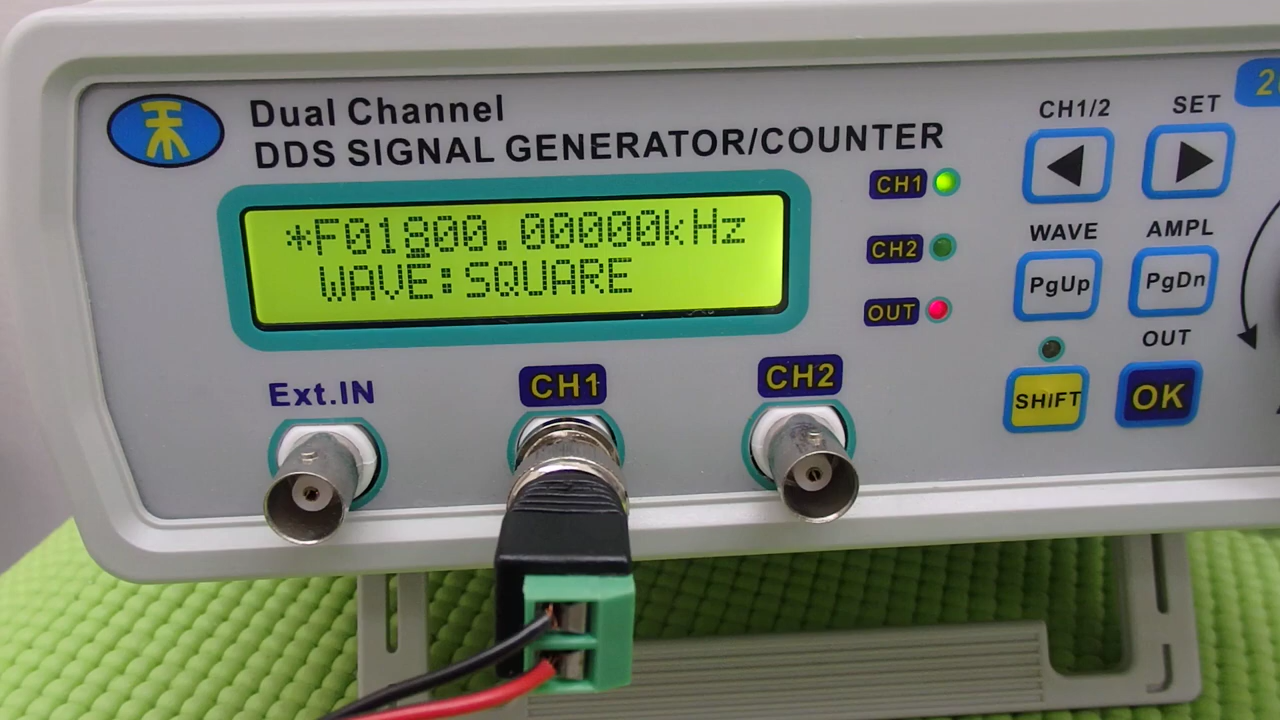 Dual Channel
DDS SIGNAL GENERATOR/COUNTER
*F01800.00000kHz
WAVE:SQUARE
CH1
CH2
OUT
CH1/2
SET
WAVE
AMPL
PgUp
PgDn
OUT
SHIFT
OK
Ext.IN
CH1
CH2